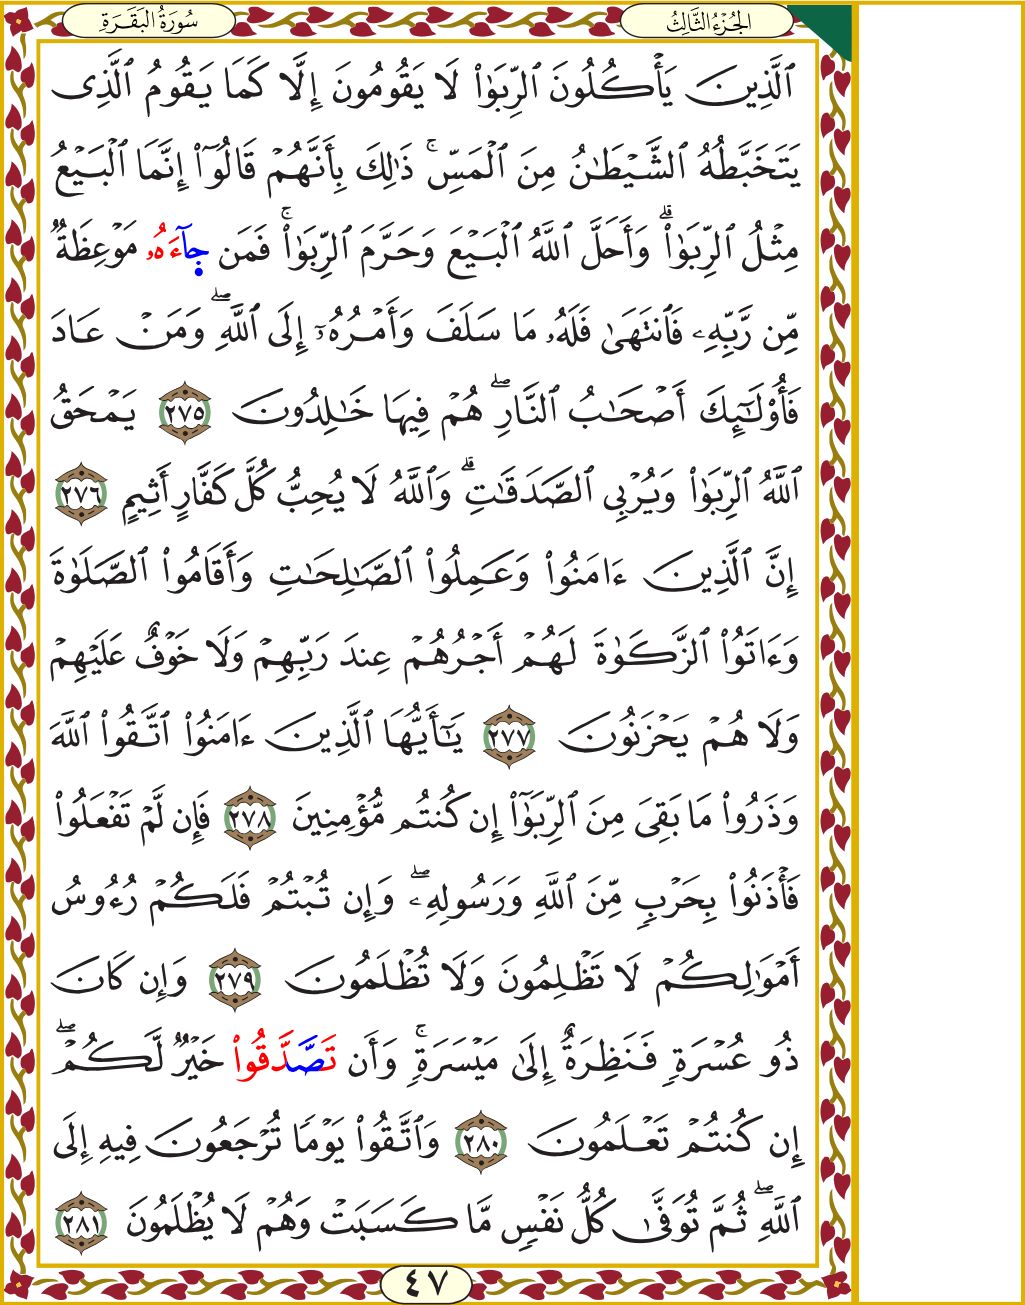 الجُزْءُ الثَّالِثُ
سُورَةُ البَقَرَةِ
ٱلَّذِينَ يَأۡكُلُونَ ٱلرِّبَوٰاْ لَا يَقُومُونَ إِلَّا كَمَا يَقُومُ ٱلَّذِى
يَتَخَبَّطُهُ ٱلشَّيۡطَٰنُ مِنَ ٱلۡمَسِّۚ ذَٰلِكَ بِأَنَّهُمۡ قَالُوٓاْ إِنَّمَا ٱلۡبَيۡعُ
مِثۡلُ ٱلرِّبَوٰاْۗ وَأَحَلَّ ٱللَّهُ ٱلۡبَيۡعَ وَحَرَّمَ ٱلرِّبَوٰاْۚ فَمَن جَآءَهُۥ مَوۡعِظَةٌ
مِّن رَّبِّهِۦ فَٱنتَهَىٰ فَلَهُۥ مَا سَلَفَ وَأَمۡرُهُۥٓ إِلَى ٱللَّهِۖ وَمَنۡ عَادَ
فَأُوْلَٰٓئِكَ أَصۡحَٰبُ ٱلنَّارِۖ هُمۡ فِيهَا خَٰلِدُونَ ٢٧٥ يَمۡحَقُ
ٱللَّهُ ٱلرِّبَوٰاْ وَيُرۡبِى ٱلصَّدَقَٰتِۗ وَٱللَّهُ لَا يُحِبُّ كُلَّ كَفَّارٍ أَثِيمٍ ٢٧٦
إِنَّ ٱلَّذِينَ ءَامَنُواْ وَعَمِلُواْ ٱلصَّٰلِحَٰتِ وَأَقَامُواْ ٱلصَّلَوٰةَ
وَءَاتَوُاْ ٱلزَّكَوٰةَ لَهُمۡ أَجۡرُهُمۡ عِندَ رَبِّهِمۡ وَلَا خَوۡفٌ عَلَيۡهِمۡ
وَلَا هُمۡ يَحۡزَنُونَ ٢٧٧ يَٰٓأَيُّهَا ٱلَّذِينَ ءَامَنُواْ ٱتَّقُواْ ٱللَّهَ
وَذَرُواْ مَا بَقِىَ مِنَ ٱلرِّبَوٰٓاْ إِن كُنتُم مُّؤۡمِنِينَ ٢٧٨ فَإِن لَّمۡ تَفۡعَلُواْ
فَأۡذَنُواْ بِحَرۡبٍ مِّنَ ٱللَّهِ وَرَسُولِهِۦۖ وَإِن تُبۡتُمۡ فَلَكُمۡ رُءُوسُ
أَمۡوَٰلِكُمۡ لَا تَظۡلِمُونَ وَلَا تُظۡلَمُونَ ٢٧٩ وَإِن كَانَ
ذُو عُسۡرَةٍ فَنَظِرَةٌ إِلَىٰ مَيۡسَرَةٍۚ وَأَن تَصَّدَّقُواْ خَيۡرٌ لَّكُمۡۖ
إِن كُنتُمۡ تَعۡلَمُونَ ٢٨٠ وَٱتَّقُواْ يَوۡمًا تُرۡجَعُونَ فِيهِ إِلَى
ٱللَّهِۖ ثُمَّ تُوَفَّىٰ كُلُّ نَفۡسٍ مَّا كَسَبَتۡ وَهُمۡ لَا يُظۡلَمُونَ ٢٨١
٤٧